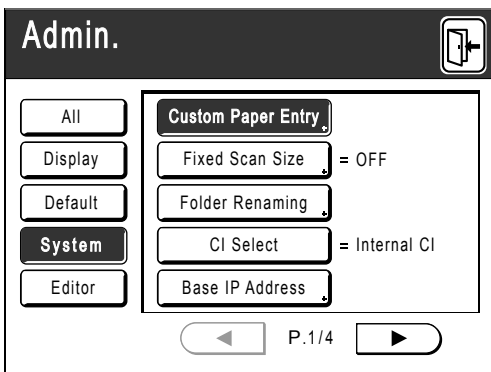 Admin.
All
Display
Default
System
Editor
Custom Paper Entry
Fixed Scan Size = OFF
Folder Renaming
CI Select = Internal CI
Base IP Address
P.1/4